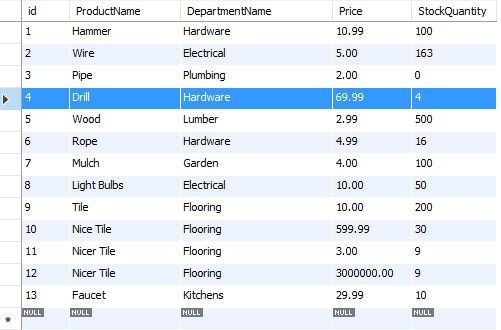 id ProductName DepartmentName Price StockQuantity
1 Hammer Hardware 10.99 100
2 Wire Electrical 5.00 163
3 Pipe Plumbing 2.00 0
4 Drill Hardware 69.99 4
5 Wood Lumber 2.99 500
6 Rope Hardware 4.99 16
7 Mulch Garden 4.00 100
8 Light Bulbs Electrical 10.00 50
9 Tile Flooring 10.00 200
10 Nice Tile Flooring 599.99 30
11 Nicer Tile Flooring 3.00 9
12 Nicer Tile Flooring 3000000.00 9
13 Faucet Kitchens 29.99 10
NULL NULL NULL NULL NULL